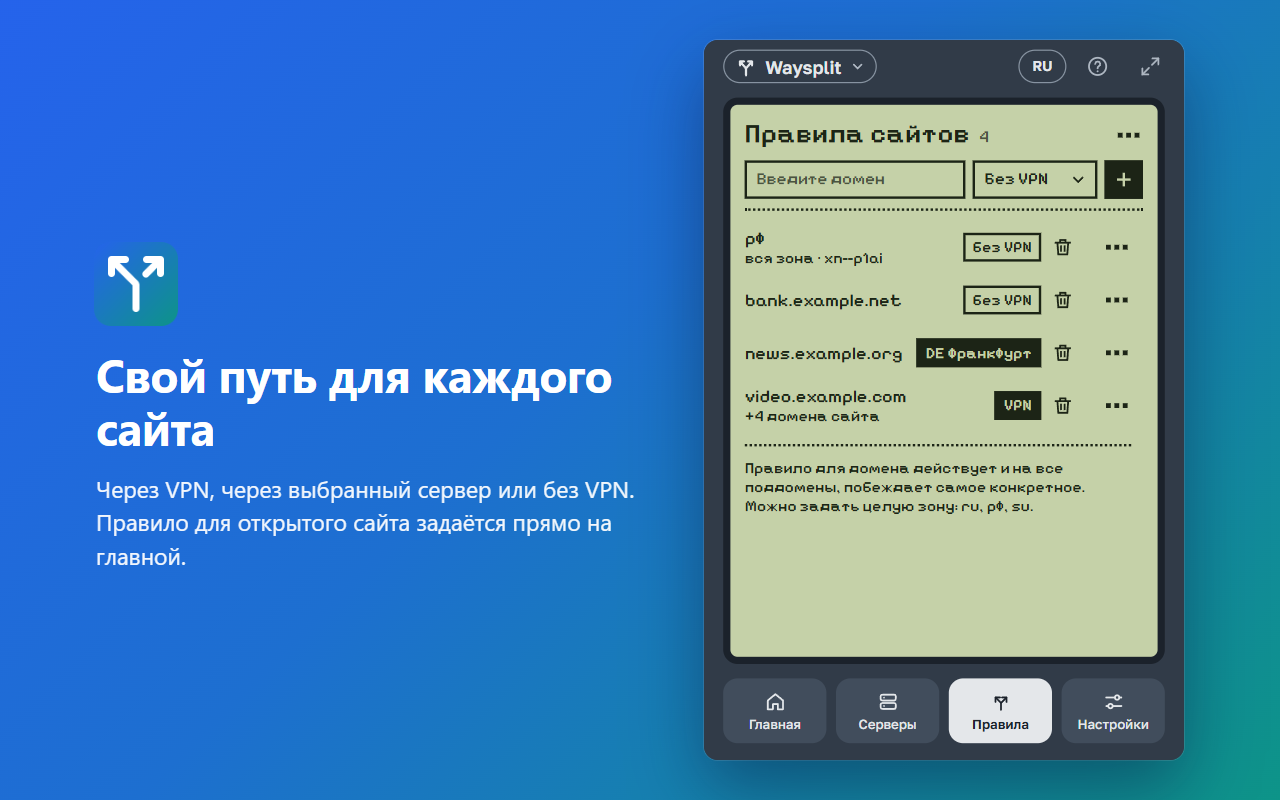 Свой путь для каждого
сайта
Через VPN, через выбранный сервер или без VPN.
Правило для открытого сайта задаётся прямо на
главной.
Waysplit
RU
Правила сайтов 4
Введите домен
Без VPN
рф
вся зона · xn--p1ai
Без VPN
bank.example.net
Без VPN
news.example.org
DE Франкфурт
video.example.com
+4 домена сайта
VPN
Правило для домена действует и на все
поддомены, побеждает самое конкретное.
Можно задать целую зону: ru, рф, su.
Главная
Серверы
Правила
Настройки